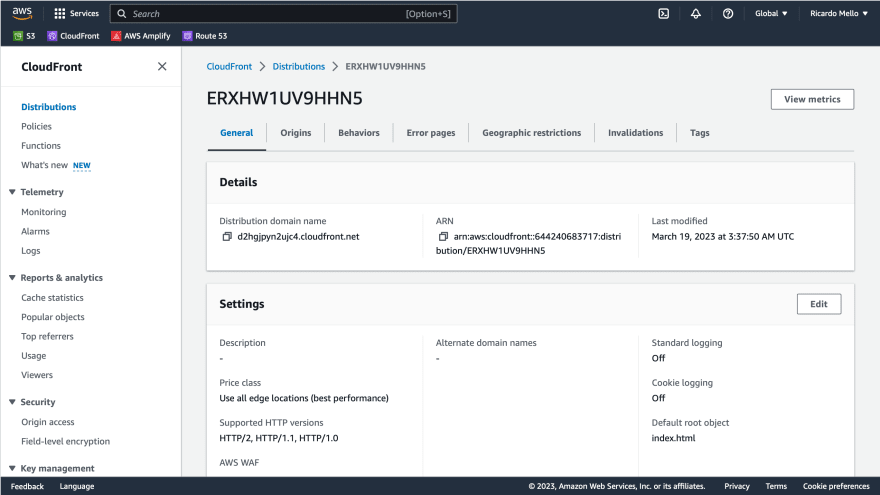 aws
Services
Search
[Option+S]
Global
Ricardo Mello
S3
CloudFront
AWS Amplify
Route 53
CloudFront
Distributions
Policies
Functions
What's new NEW
Telemetry
Monitoring
Alarms
Logs
Reports & analytics
Cache statistics
Popular objects
Top referrers
Usage
Viewers
Security
Origin access
Field-level encryption
Key management
CloudFront
Distributions
ERXHW1UV9HHN5
ERXHW1UV9HHN5
View metrics
General
Origins
Behaviors
Error pages
Geographic restrictions
Invalidations
Tags
Details
Distribution domain name
d2hgjpyn2ujc4.cloudfront.net
ARN
arn:aws:cloudfront::644240683717:distri
bution/ERXHW1UV9HHN5
Last modified
March 19, 2023 at 3:37:50 AM UTC
Settings
Edit
Description
-
Price class
Use all edge locations (best performance)
Supported HTTP versions
HTTP/2, HTTP/1.1, HTTP/1.0
AWS WAF
Alternate domain names
-
Standard logging
Off
Cookie logging
Off
Default root object
index.html
Feedback
Language
© 2023, Amazon Web Services, Inc. or its affiliates.
Privacy
Terms
Cookie preferences